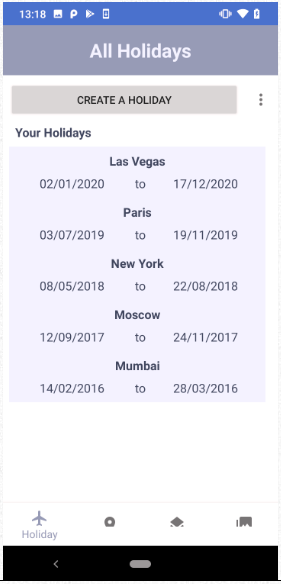 13:18
All Holidays
CREATE A HOLIDAY
Your Holidays
Las Vegas
02/01/2020 to 17/12/2020
Paris
03/07/2019 to 19/11/2019
New York
08/05/2018 to 22/08/2018
Moscow
12/09/2017 to 24/11/2017
Mumbai
14/02/2016 to 28/03/2016
Holiday